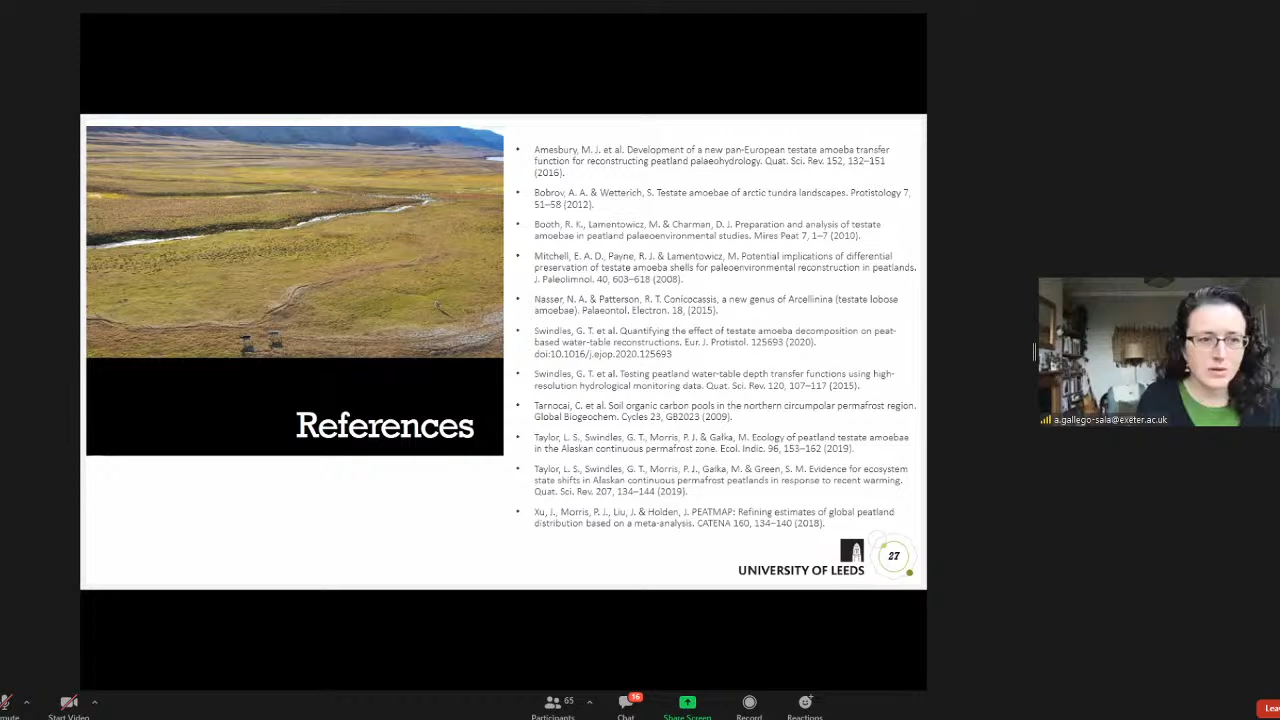 • Amesbury, M. J. et al. Development of a new pan-European testate amoeba transfer
function for reconstructing peatland palaeohydrology. Quat. Sci. Rev. 152, 132–151
(2016).
• Bobrov, A. A. & Wetterich, S. Testate amoebae of arctic tundra landscapes. Protistology 7,
51–58 (2012).
• Booth, R. K., Lamentowicz, M. & Charman, D. J. Preparation and analysis of testate
amoebae in peatland palaeoenvironmental studies. Mires Peat 7, 1–7 (2010).
• Mitchell, E. A. D., Payne, R. J. & Lamentowicz, M. Potential implications of differential
preservation of testate amoeba shells for paleoenvironmental reconstruction in peatlands.
J. Paleolimnol. 40, 603–618 (2008).
• Nasser, N. A. & Patterson, R. T. Conicocassis, a new genus of Arcellinina (testate lobose
amoebae). Palaeontol. Electron. 18, (2015).
• Swindles, G. T. et al. Quantifying the effect of testate amoeba decomposition on peat-
based water-table reconstructions. Eur. J. Protistol. 125693 (2020).
doi:10.1016/j.ejop.2020.125693
• Swindles, G. T. et al. Testing peatland water-table depth transfer functions using high-
resolution hydrological monitoring data. Quat. Sci. Rev. 120, 107–117 (2015).
• Tarnocai, C. et al. Soil organic carbon pools in the northern circumpolar permafrost region.
Global Biogeochem. Cycles 23, GB2023 (2009).
• Taylor, L. S., Swindles, G. T., Morris, P. J. & Gałka, M. Ecology of peatland testate amoebae
in the Alaskan continuous permafrost zone. Ecol. Indic. 96, 153–162 (2019).
• Taylor, L. S., Swindles, G. T., Morris, P. J., Gałka, M. & Green, S. M. Evidence for ecosystem
state shifts in Alaskan continuous permafrost peatlands in response to recent warming.
Quat. Sci. Rev. 207, 134–144 (2019).
• Xu, J., Morris, P. J., Liu, J. & Holden, J. PEATMAP: Refining estimates of global peatland
distribution based on a meta-analysis. CATENA 160, 134–140 (2018).
References
UNIVERSITY OF LEEDS
27
a.gallego-sala@exeter.ac.uk
mute
Start Video
65
Participants
16
Chat
Share Screen
Record
Reactions
Lea